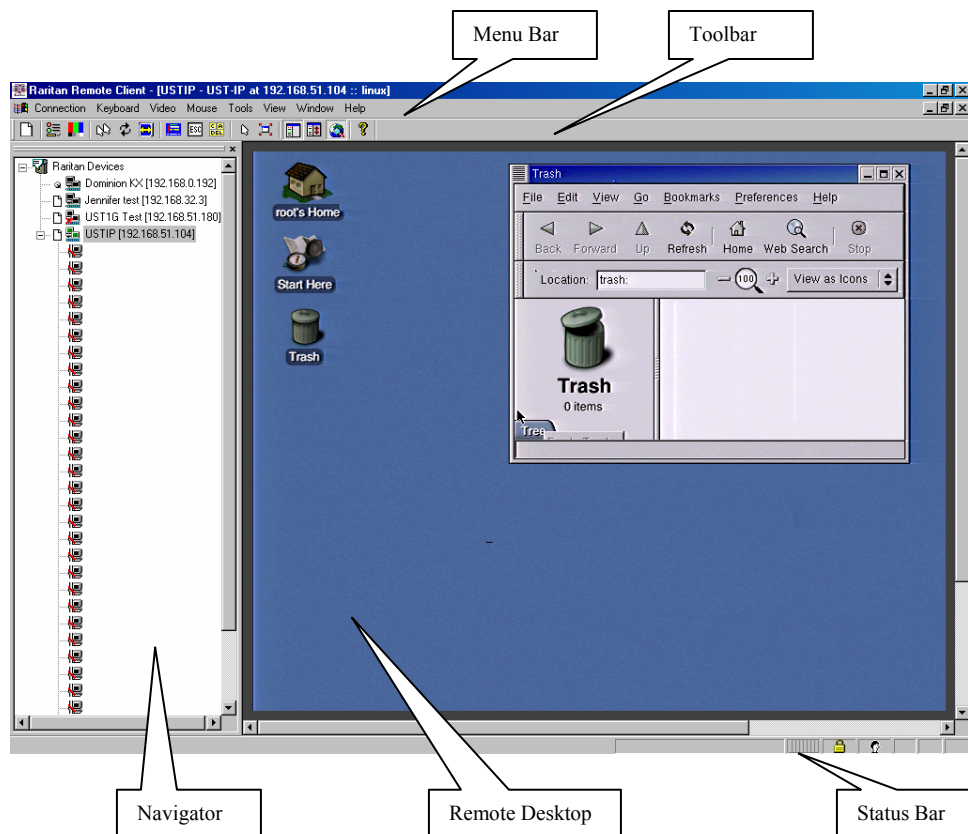 Menu Bar
Toolbar
Raritan Remote Client - [USTIP - UST-IP at 192.168.51.104 :: linux]
Connection Keyboard Video Mouse Tools View Window Help
ESC
Raritan Devices
Dominion KX [192.168.0.192]
Jennifer test [192.168.32.3]
UST1G Test [192.168.51.180]
USTIP [192.168.51.104]
root's Home
Start Here
Trash
Trash
File Edit View Go Bookmarks Preferences Help
Back Forward Up Refresh Home Web Search Stop
Location: trash: 100 View as Icons
Trash
0 items
Tree
Navigator
Remote Desktop
Status Bar